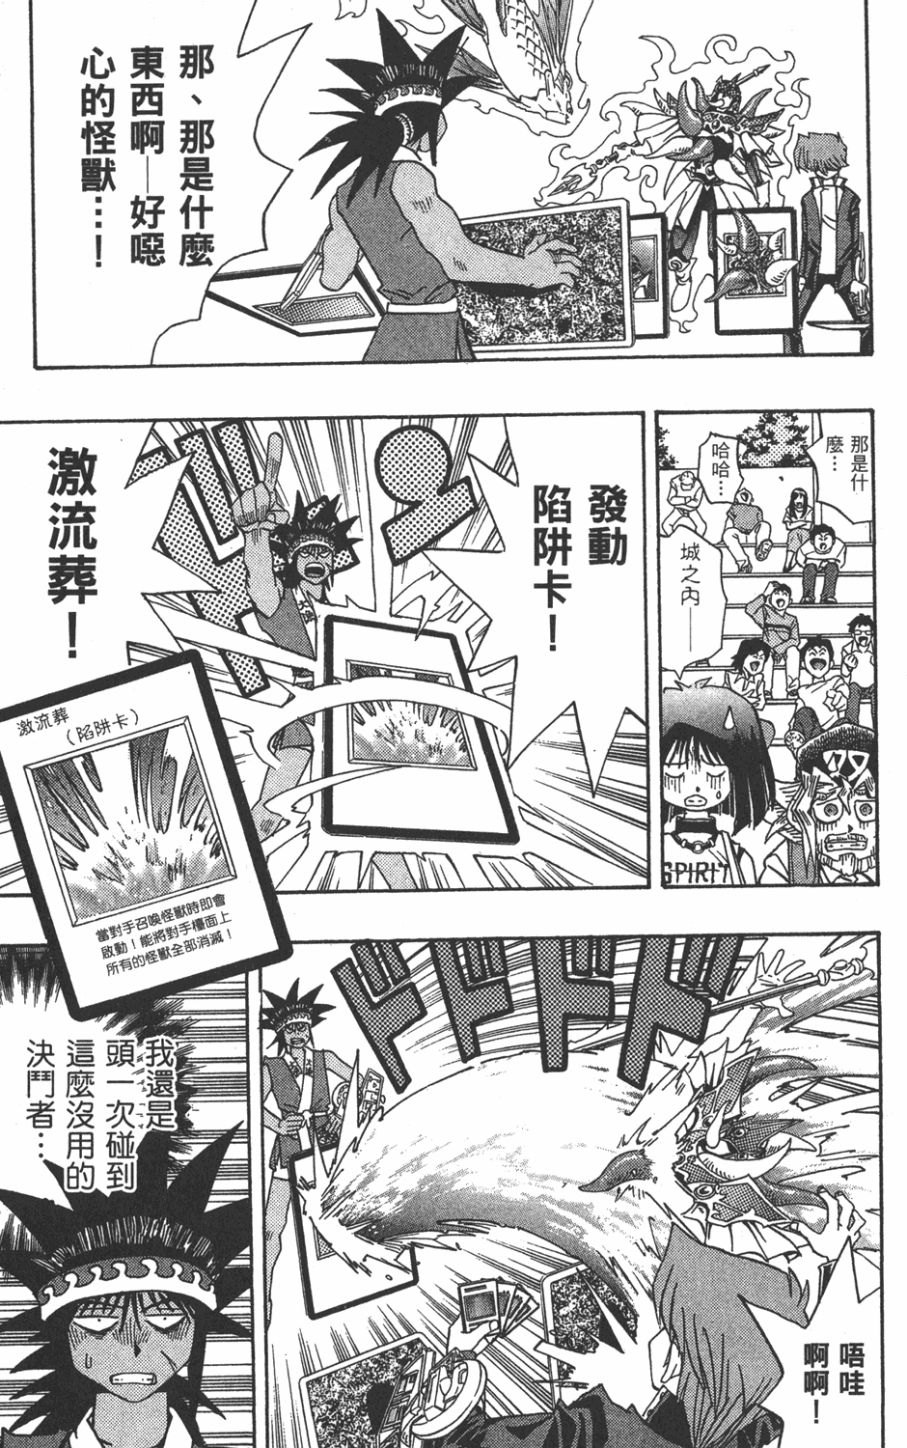 那、那是什麼
東西啊─好噁
心的怪獸…！
那是什
麼…
哈哈…
城之內──
SPIRIT
發動
陷阱卡！
激流葬！
激流葬
（陷阱卡）
當對手召喚怪獸時即會
啟動！能將對手檯面上
所有的怪獸全部消滅！
ドドドド
唔哇
啊啊！
我還是
頭一次碰到
這麼沒用的
決鬥者…